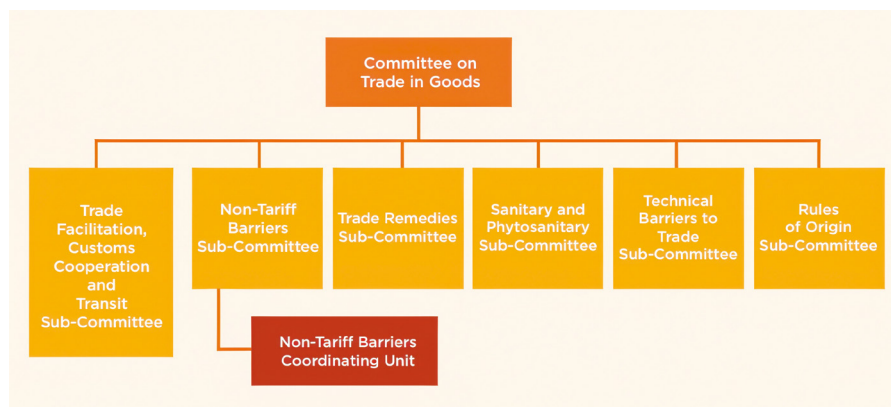 Committee on
Trade in Goods
Trade
Facilitation,
Customs
Cooperation
and
Transit
Sub-Committee
Non-Tariff
Barriers
Sub-Committee
Trade Remedies
Sub-Committee
Sanitary and
Phytosanitary
Sub-Committee
Technical
Barriers to
Trade
Sub-Committee
Rules
of Origin
Sub-Committee
Non-Tariff Barriers
Coordinating Unit